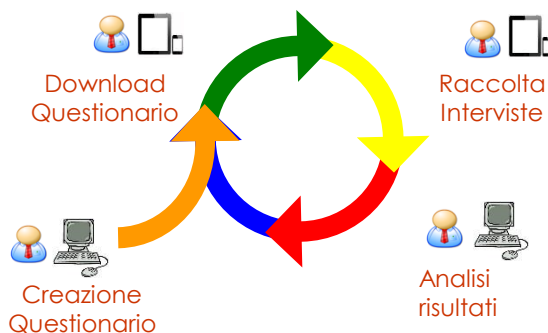 Download
Questionario
Raccolta
Interviste
Creazione
Questionario
Analisi
risultati